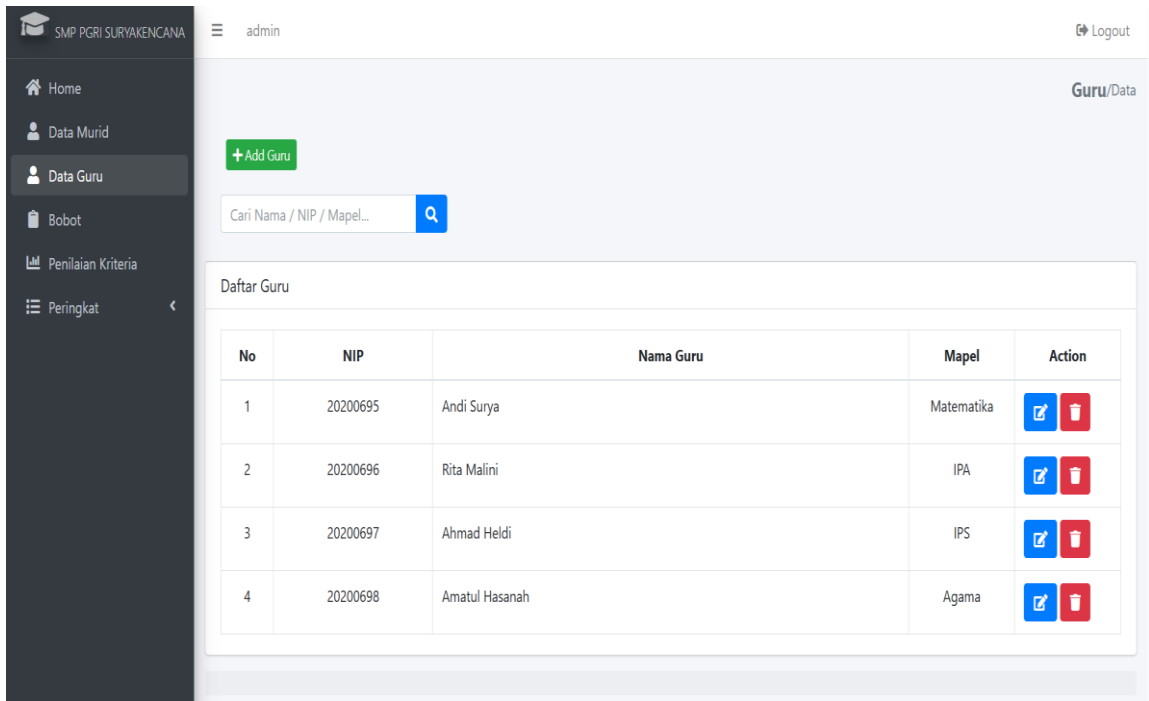 SMP PGRI SURYAKENCANA
admin
Logout
Home
Data Murid
Data Guru
Bobot
Penilaian Kriteria
Peringkat
Guru/Data
+ Add Guru
Cari Nama / NIP / Mapel...
Daftar Guru
No NIP Nama Guru Mapel Action
1 20200695 Andi Surya Matematika
2 20200696 Rita Malini IPA
3 20200697 Ahmad Heldi IPS
4 20200698 Amatul Hasanah Agama